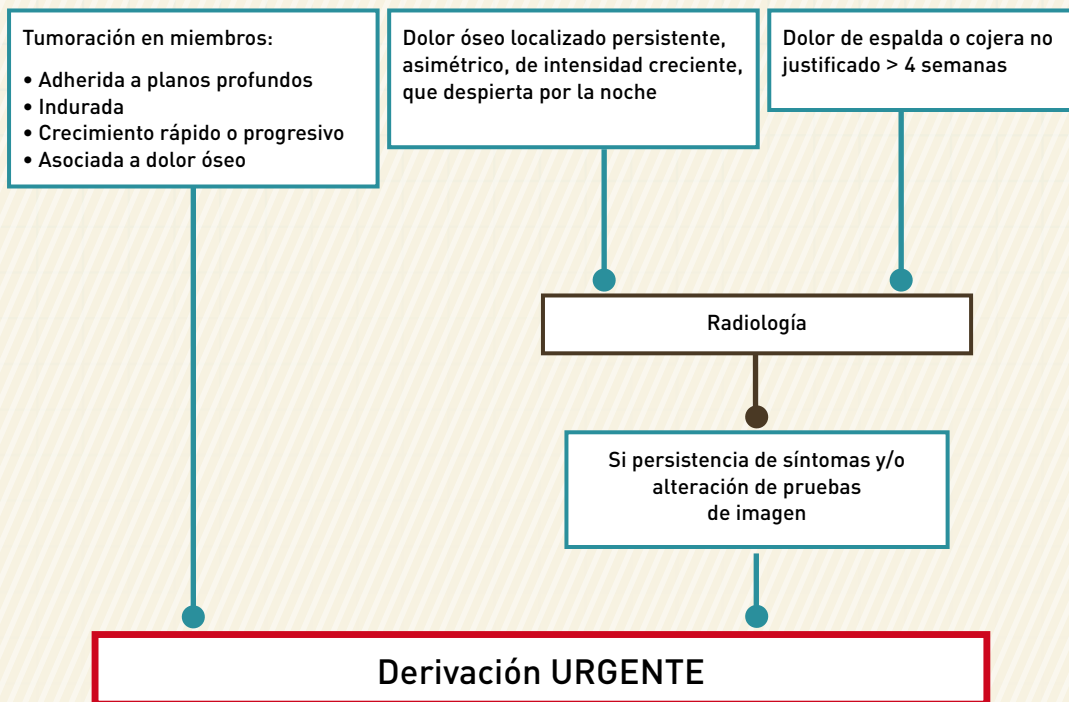 Tumoración en miembros:
• Adherida a planos profundos
• Indurada
• Crecimiento rápido o progresivo
• Asociada a dolor óseo
Dolor óseo localizado persistente,
asimétrico, de intensidad creciente,
que despierta por la noche
Dolor de espalda o cojera no
justificado > 4 semanas
Radiología
Si persistencia de síntomas y/o
alteración de pruebas
de imagen
Derivación URGENTE